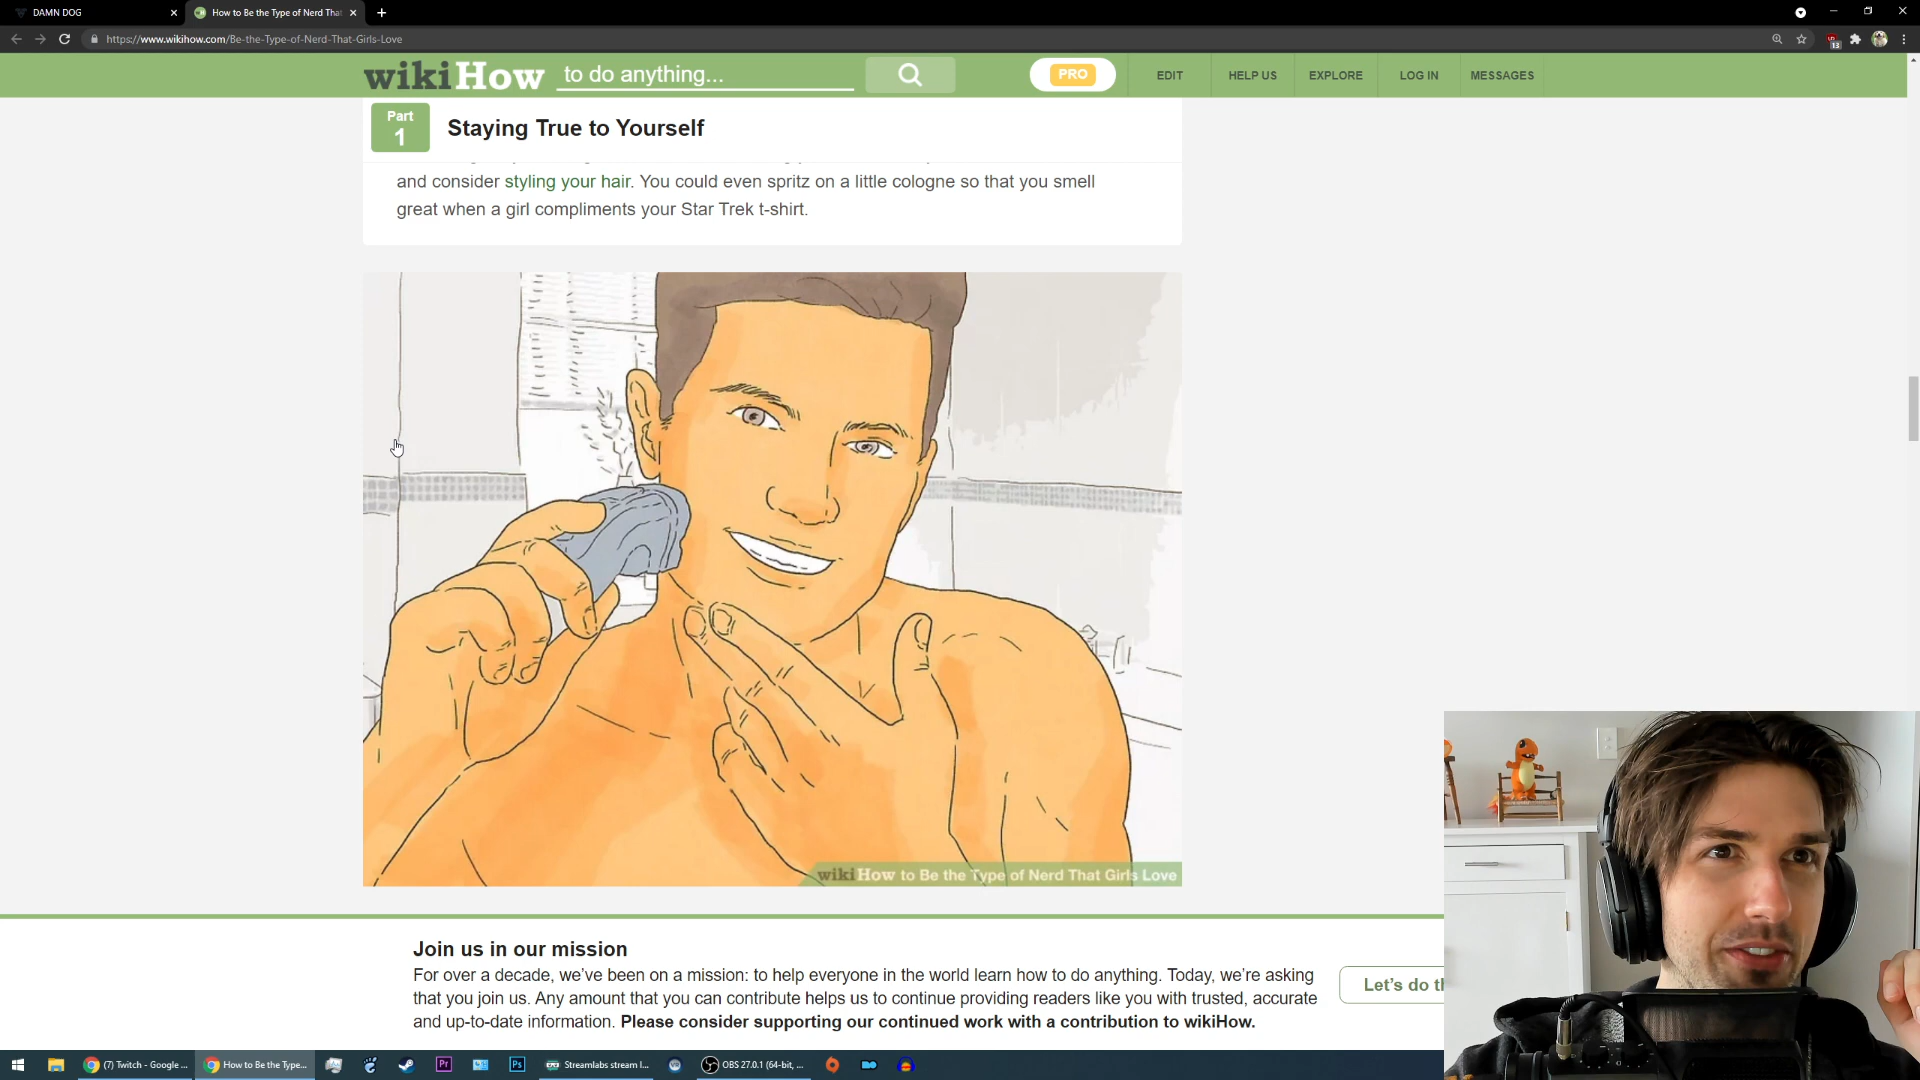 DAMN DOG
How to Be the Type of Nerd Tha
https://www.wikihow.com/Be-the-Type-of-Nerd-That-Girls-Love
13
wikiHow to do anything...
PRO
EDIT
HELP US
EXPLORE
LOG IN
MESSAGES
Part
1
Staying True to Yourself
and consider styling your hair. You could even spritz on a little cologne so that you smell
great when a girl compliments your Star Trek t-shirt.
wikiHow to Be the Type of Nerd That Girls Love
Join us in our mission
For over a decade, we've been on a mission: to help everyone in the world learn how to do anything. Today, we're asking
that you join us. Any amount that you can contribute helps us to continue providing readers like you with trusted, accurate
and up-to-date information. Please consider supporting our continued work with a contribution to wikiHow.
Let's do t
(7) Twitch - Google ...
How to Be the Type...
Pr
Ps
Streamlabs stream l...
OBS 27.0.1 (64-bit, ...